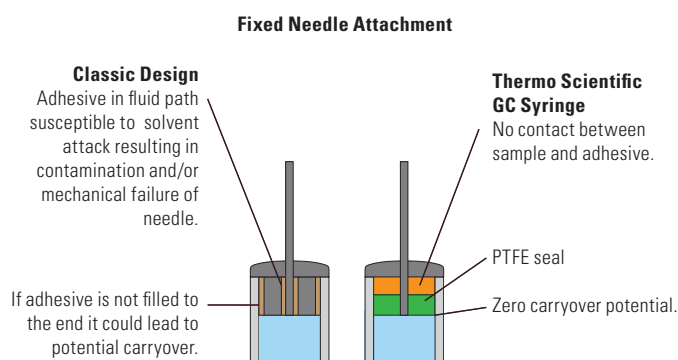 Fixed Needle Attachment
Classic Design
Adhesive in fluid path
susceptible to solvent
attack resulting in
contamination and/or
mechanical failure of
needle.
If adhesive is not filled to
the end it could lead to
potential carryover.
Thermo Scientific
GC Syringe
No contact between
sample and adhesive.
PTFE seal
Zero carryover potential.